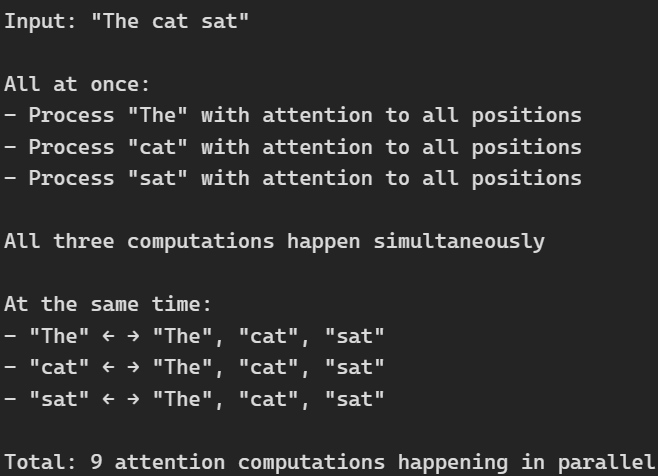 Input: "The cat sat"
All at once:
- Process "The" with attention to all positions
- Process "cat" with attention to all positions
- Process "sat" with attention to all positions
All three computations happen simultaneously
At the same time:
- "The" ← → "The", "cat", "sat"
- "cat" ← → "The", "cat", "sat"
- "sat" ← → "The", "cat", "sat"
Total: 9 attention computations happening in parallel